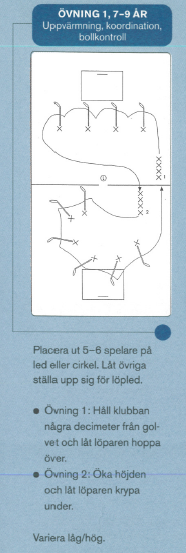 ÖVNING 1, 7–9 ÅR
Uppvärmning, koordination,
bollkontroll
1
2
Placera ut 5–6 spelare på
led eller cirkel. Låt övriga
ställa upp sig för löpled.
● Övning 1: Håll klubban
några decimeter från gol-
vet och låt löparen hoppa
över.
● Övning 2: Öka höjden
och låt löparen krypa
under.
Variera låg/hög.